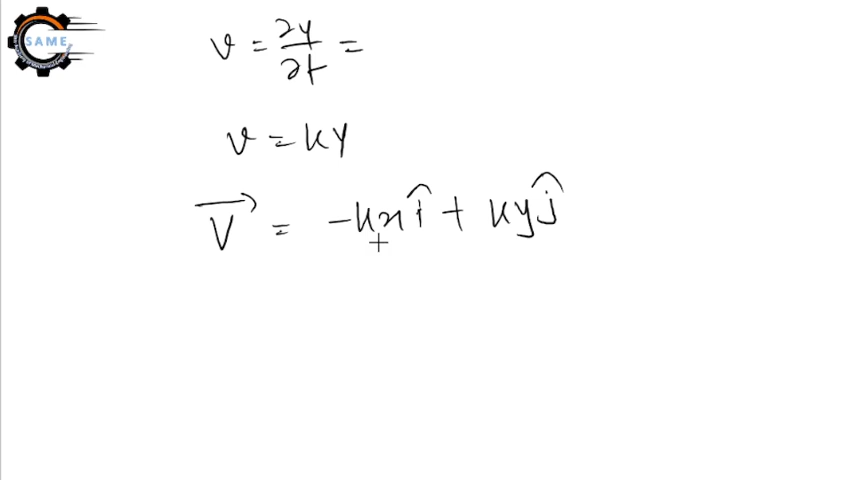 SAME
v = ∂y/∂t =
v = ky
V⃗ = -kx î + ky ĵ